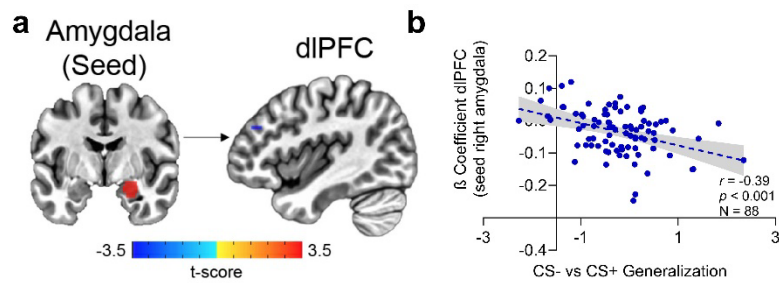 a
Amygdala
(Seed)
dlPFC
-3.5
3.5
t-score
b
ß Coefficient dlPFC
(seed right amygdala)
0.2
0.1
0.0
-0.1
-0.2
-0.4
-3
-1
1
3
r = -0.39
p < 0.001
N = 88
CS- vs CS+ Generalization